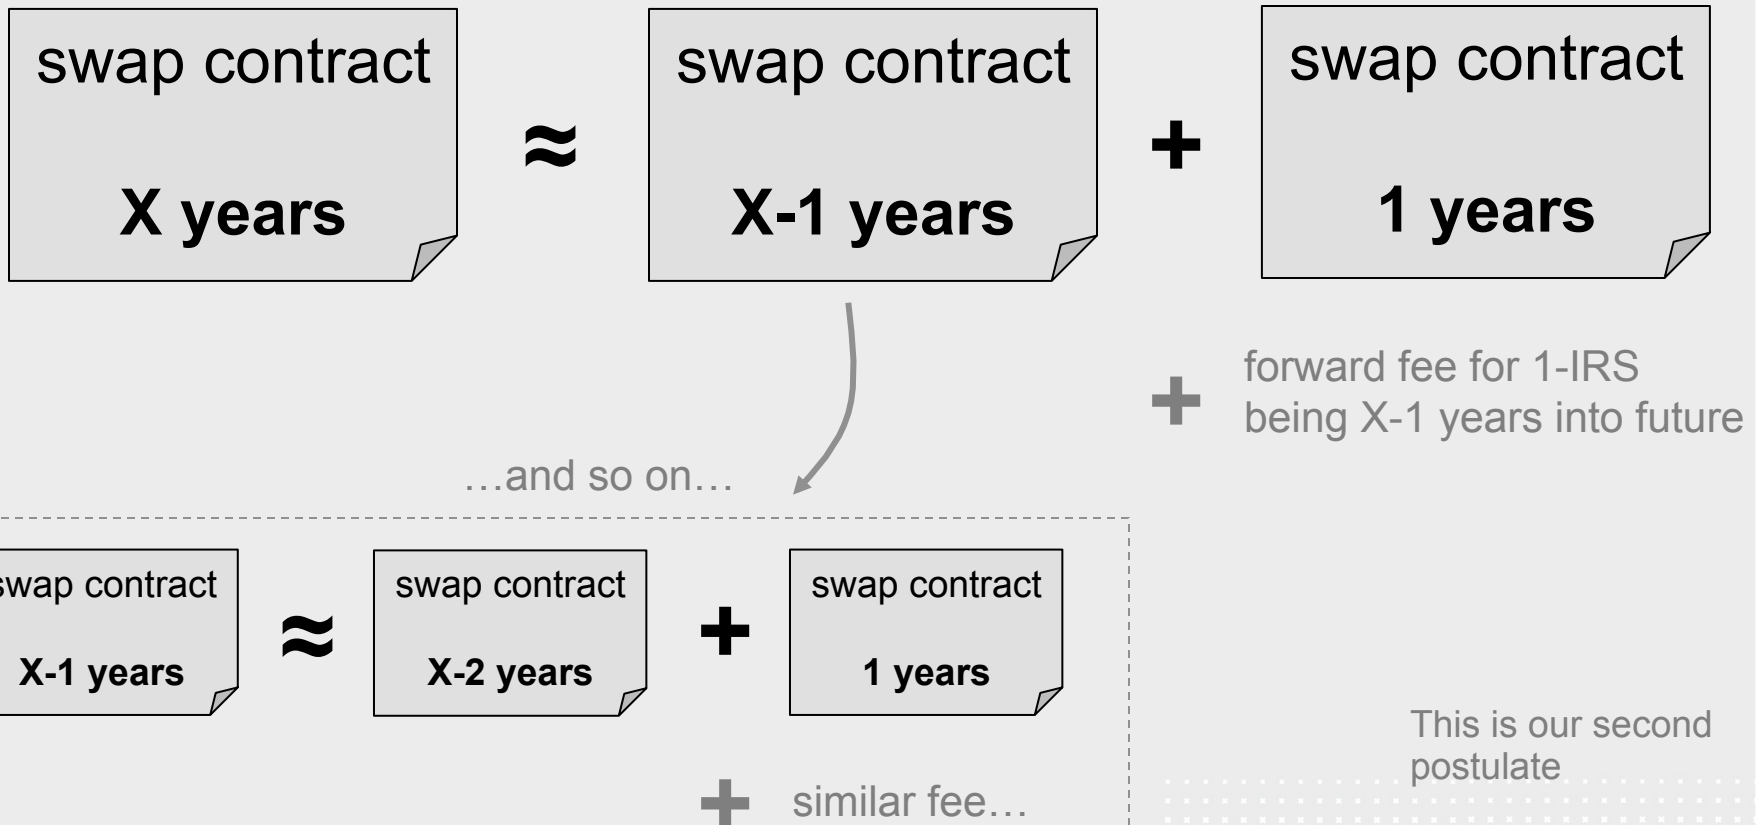 swap contract
X years
≈
swap contract
X-1 years
+
swap contract
1 years
+
forward fee for 1-IRS
being X-1 years into future
…and so on…
swap contract
X-1 years
≈
swap contract
X-2 years
+
swap contract
1 years
+
similar fee…
This is our second
postulate